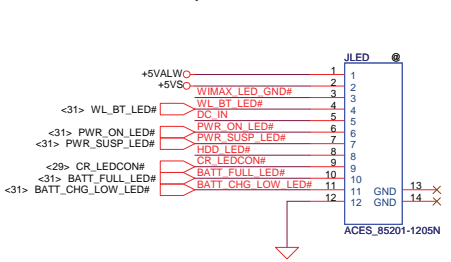 JLED @
+5VALW 1 1
+5VS 2 2
WIMAX_LED_GND# 3 3
<31> WL_BT_LED# WL_BT_LED# 4 4
DC_IN 5 5
<31> PWR_ON_LED# PWR_ON_LED# 6 6
<31> PWR_SUSP_LED# PWR_SUSP_LED# 7 7
HDD_LED# 8 8
<29> CR_LEDCON# CR_LEDCON# 9 9
<31> BATT_FULL_LED# BATT_FULL_LED# 10 10
<31> BATT_CHG_LOW_LED# BATT_CHG_LOW_LED# 11 11 GND 13
12 12 GND 14
ACES_85201-1205N